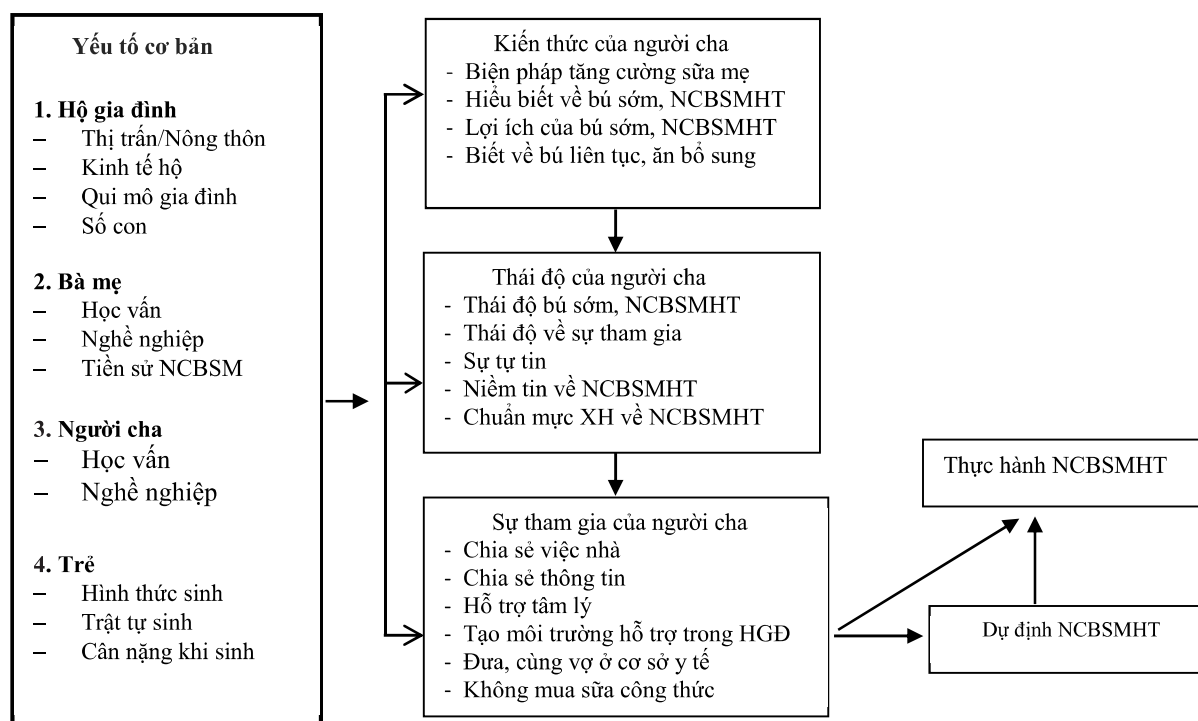 Yếu tố cơ bản
1. Hộ gia đình
– Thị trấn/Nông thôn
– Kinh tế hộ
– Qui mô gia đình
– Số con
2. Bà mẹ
– Học vấn
– Nghề nghiệp
– Tiền sử NCBSM
3. Người cha
– Học vấn
– Nghề nghiệp
4. Trẻ
– Hình thức sinh
– Trật tự sinh
– Cân nặng khi sinh
Kiến thức của người cha
- Biện pháp tăng cường sữa mẹ
- Hiểu biết về bú sớm, NCBSMHT
- Lợi ích của bú sớm, NCBSMHT
- Biết về bú liên tục, ăn bổ sung
Thái độ của người cha
- Thái độ bú sớm, NCBSMHT
- Thái độ về sự tham gia
- Sự tự tin
- Niềm tin về NCBSMHT
- Chuẩn mực XH về NCBSMHT
Sự tham gia của người cha
- Chia sẻ việc nhà
- Chia sẻ thông tin
- Hỗ trợ tâm lý
- Tạo môi trường hỗ trợ trong HGĐ
- Đưa, cùng vợ ở cơ sở y tế
- Không mua sữa công thức
Thực hành NCBSMHT
Dự định NCBSMHT